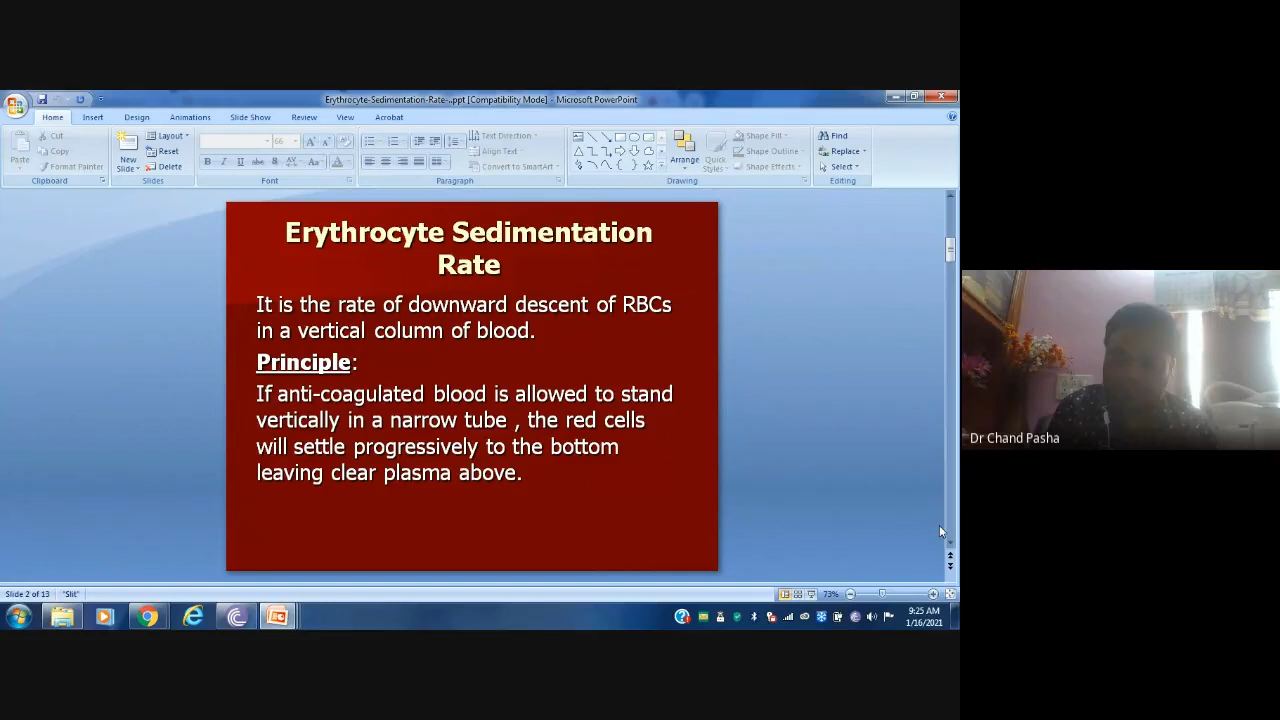 Erythrocyte-Sedimentation-Rate-..ppt [Compatibility Mode] - Microsoft PowerPoint
Home Insert Design Animations Slide Show Review View Acrobat
Paste
Cut
Copy
Format Painter
Clipboard
New
Slide
Layout
Reset
Delete
Slides
66
B I U abc S AV Aa A
Font
Text Direction
Align Text
Convert to SmartArt
Paragraph
Arrange
Quick
Styles
Shape Fill
Shape Outline
Shape Effects
Drawing
Find
Replace
Select
Editing
Erythrocyte Sedimentation
Rate
It is the rate of downward descent of RBCs
in a vertical column of blood.
Principle:
If anti-coagulated blood is allowed to stand
vertically in a narrow tube , the red cells
will settle progressively to the bottom
leaving clear plasma above.
Dr Chand Pasha
Slide 2 of 13 "Slit"
73%
9:25 AM
1/16/2021